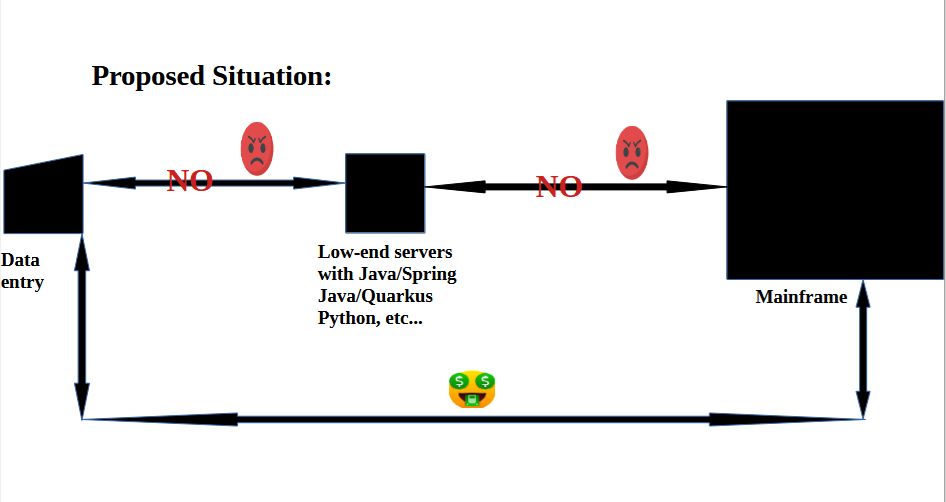 Proposed Situation:
NO
NO
Data
entry
Low-end servers
with Java/Spring
Java/Quarkus
Python, etc...
Mainframe
$ $